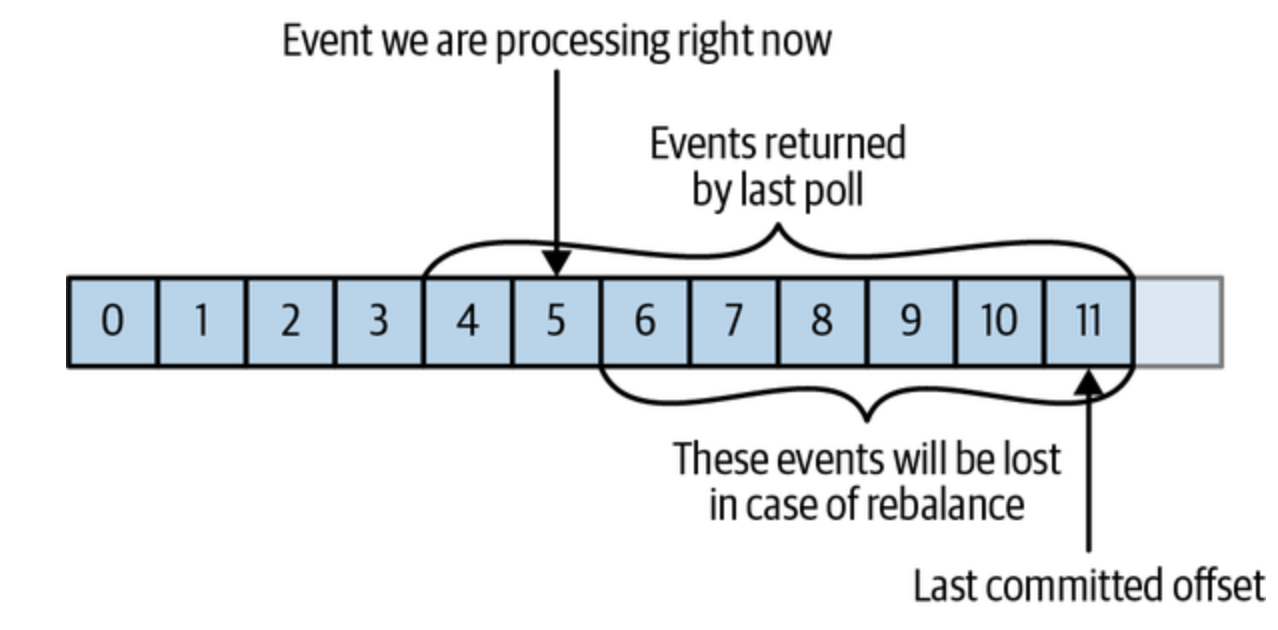 Event we are processing right now
Events returned
by last poll
0 1 2 3 4 5 6 7 8 9 10 11
These events will be lost
in case of rebalance
Last committed offset